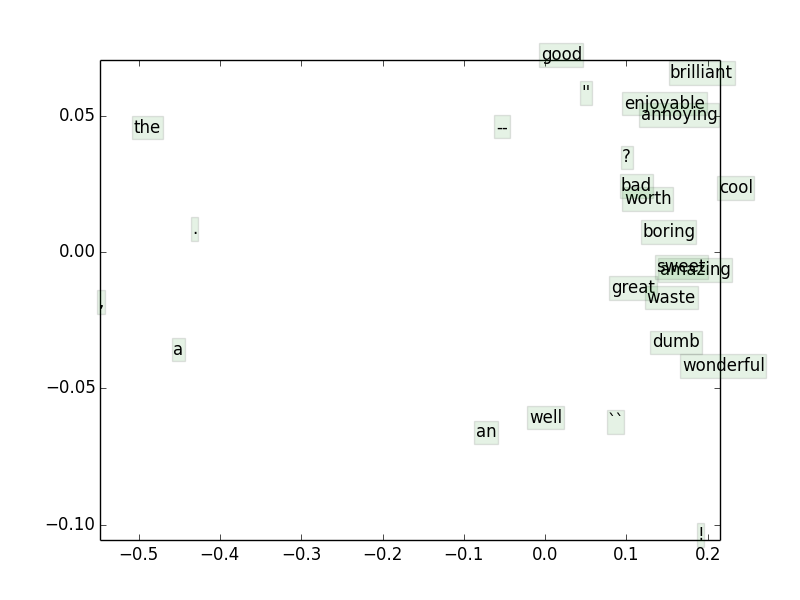 good
brilliant
"
enjoyable
annoying
0.05
the
--
?
bad
worth
cool
.
boring
0.00
sweet
amazing
great
waste
,
a
dumb
wonderful
−0.05
well
``
an
−0.10
!
−0.5 −0.4 −0.3 −0.2 −0.1 0.0 0.1 0.2